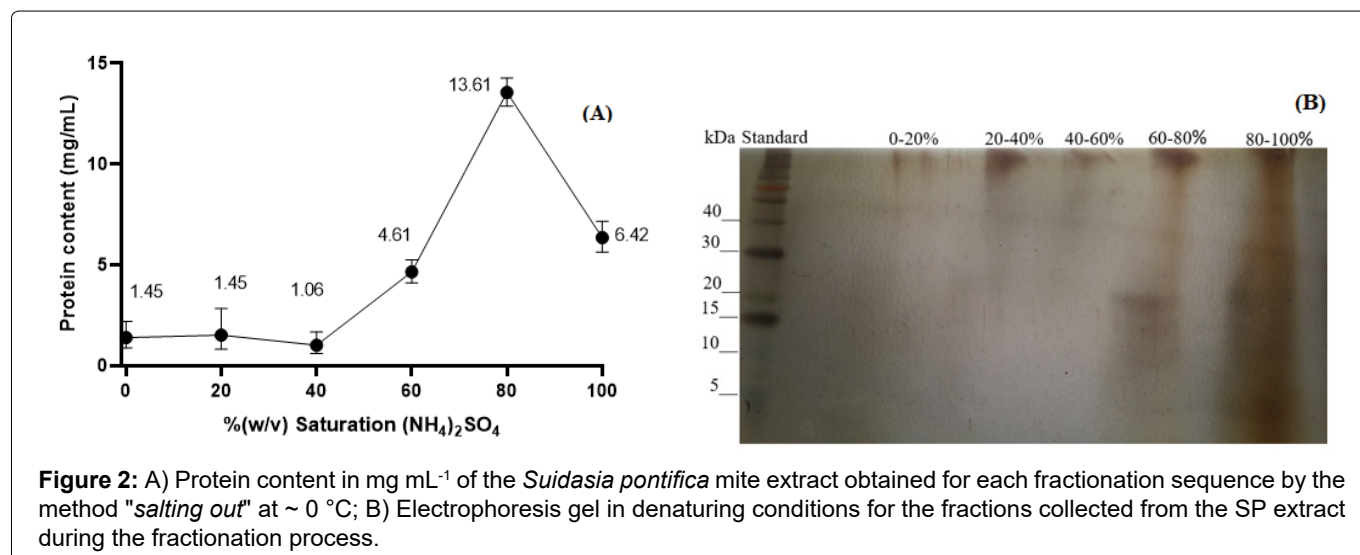 15
10
5
0
Protein content (mg/mL)
1.45
1.45
1.06
4.61
13.61
6.42
(A)
0 20 40 60 80 100
%(w/v) Saturation (NH₄)₂SO₄
(B)
kDa Standard 0-20% 20-40% 40-60% 60-80% 80-100%
40
30
20
15
10
5
Figure 2: A) Protein content in mg mL⁻¹ of the Suidasia pontifica mite extract obtained for each fractionation sequence by the
method "salting out" at ~ 0 °C; B) Electrophoresis gel in denaturing conditions for the fractions collected from the SP extract
during the fractionation process.